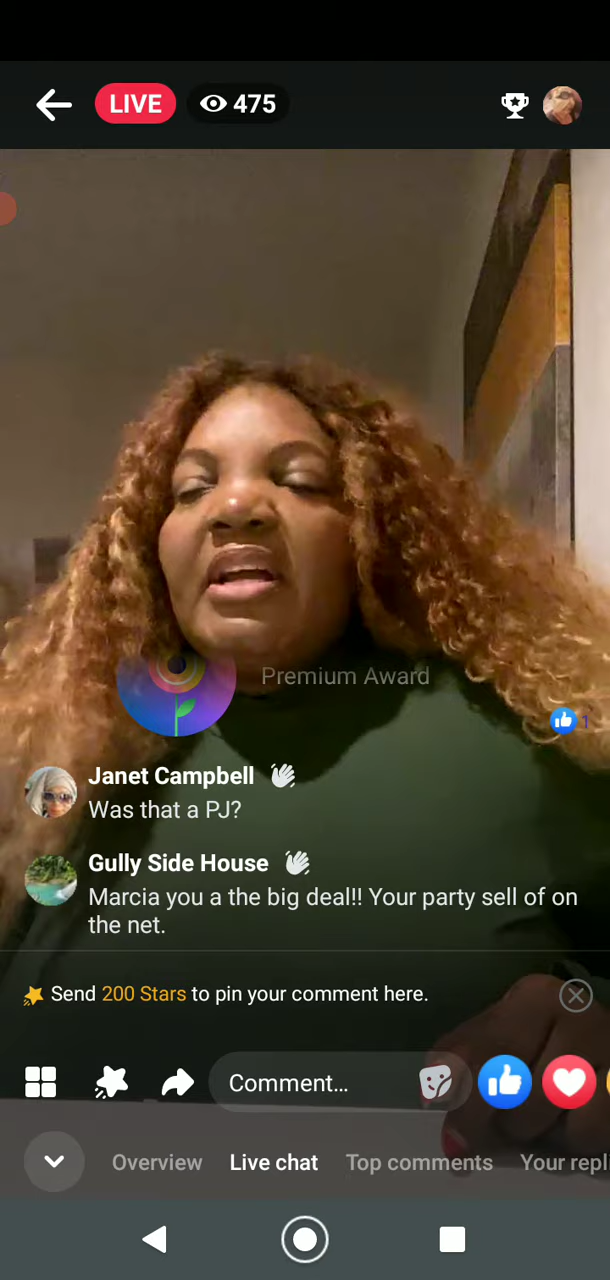 LIVE 475
Premium Award
1
Janet Campbell
Was that a PJ?
Gully Side House
Marcia you a the big deal!! Your party sell of on
the net.
Send 200 Stars to pin your comment here.
Comment...
Overview Live chat Top comments Your repli